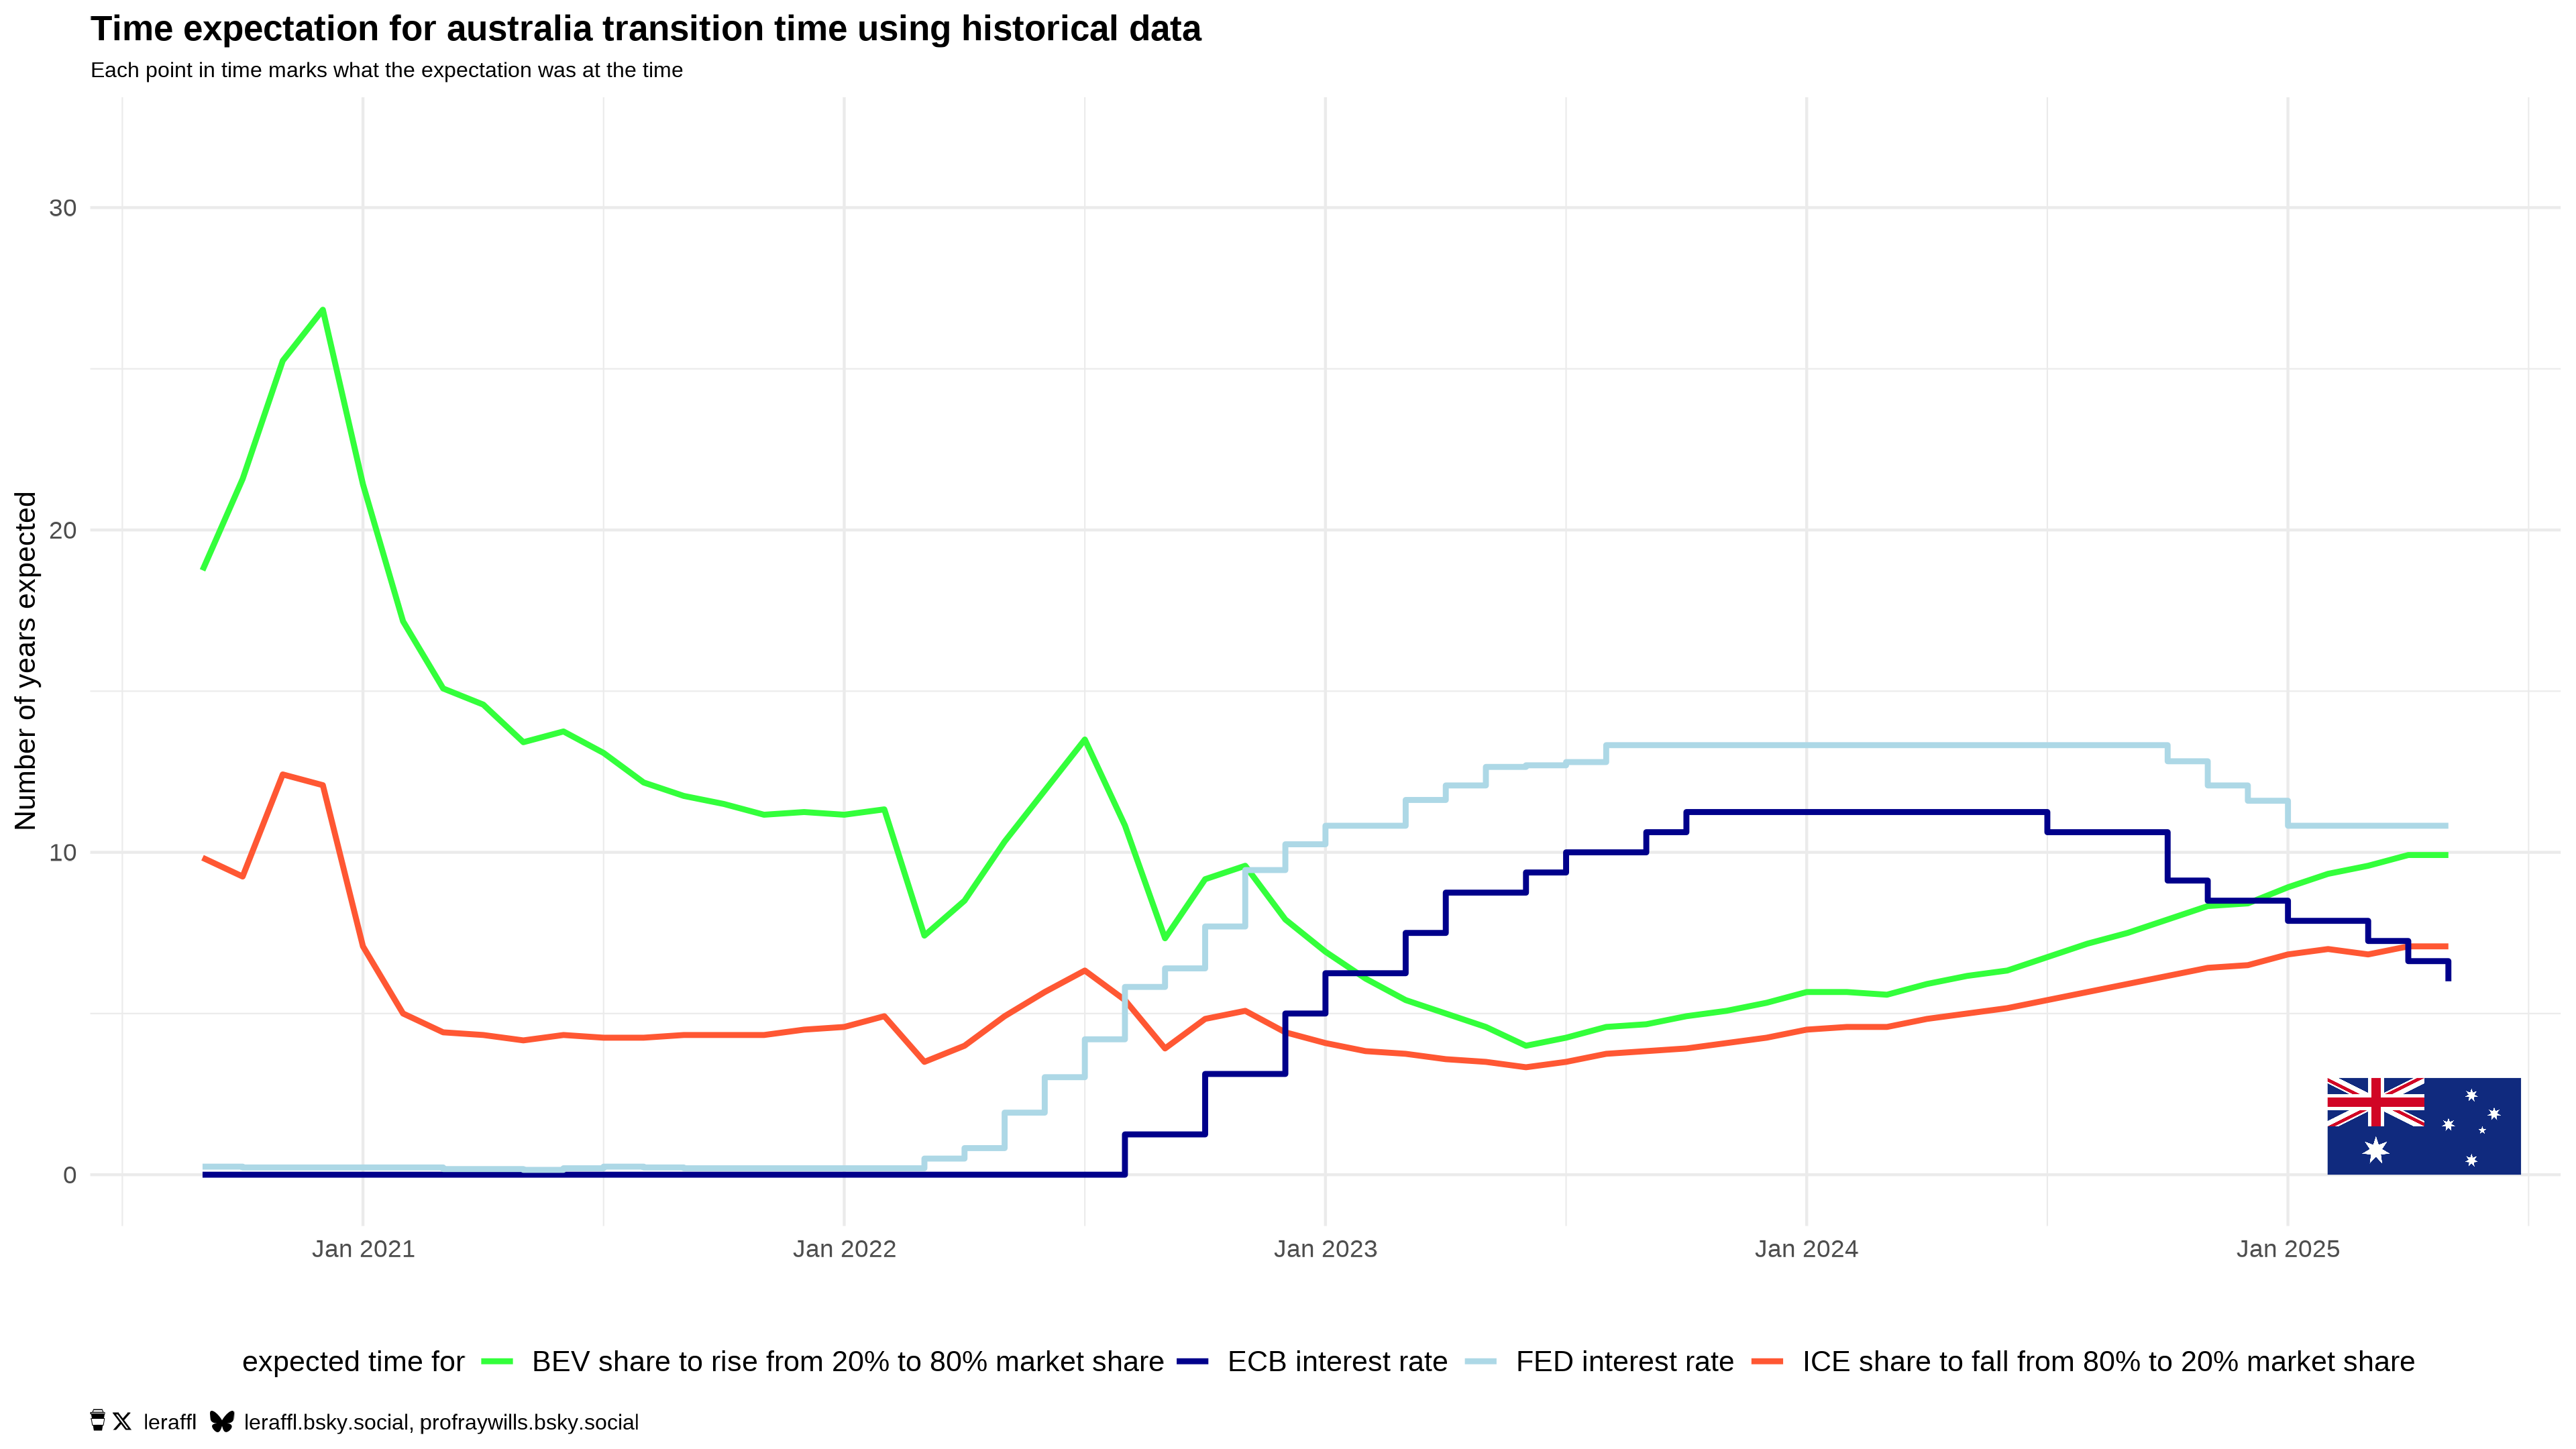 Time expectation for australia transition time using historical data
Each point in time marks what the expectation was at the time
Number of years expected
30
20
10
0
Jan 2021
Jan 2022
Jan 2023
Jan 2024
Jan 2025
expected time for
BEV share to rise from 20% to 80% market share
ECB interest rate
FED interest rate
ICE share to fall from 80% to 20% market share
leraffl
leraffl.bsky.social, profraywills.bsky.social